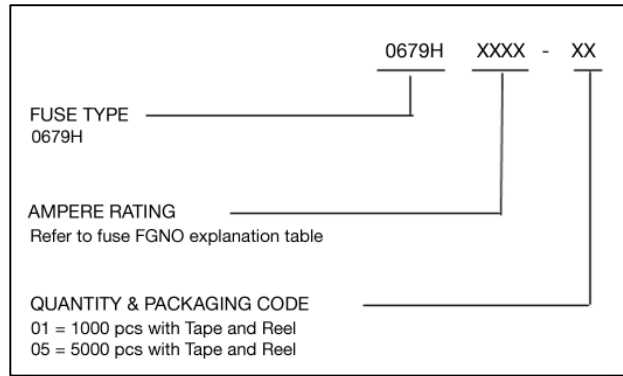 0679H XXXX - XX
FUSE TYPE
0679H
AMPERE RATING
Refer to fuse FGNO explanation table
QUANTITY & PACKAGING CODE
01 = 1000 pcs with Tape and Reel
05 = 5000 pcs with Tape and Reel